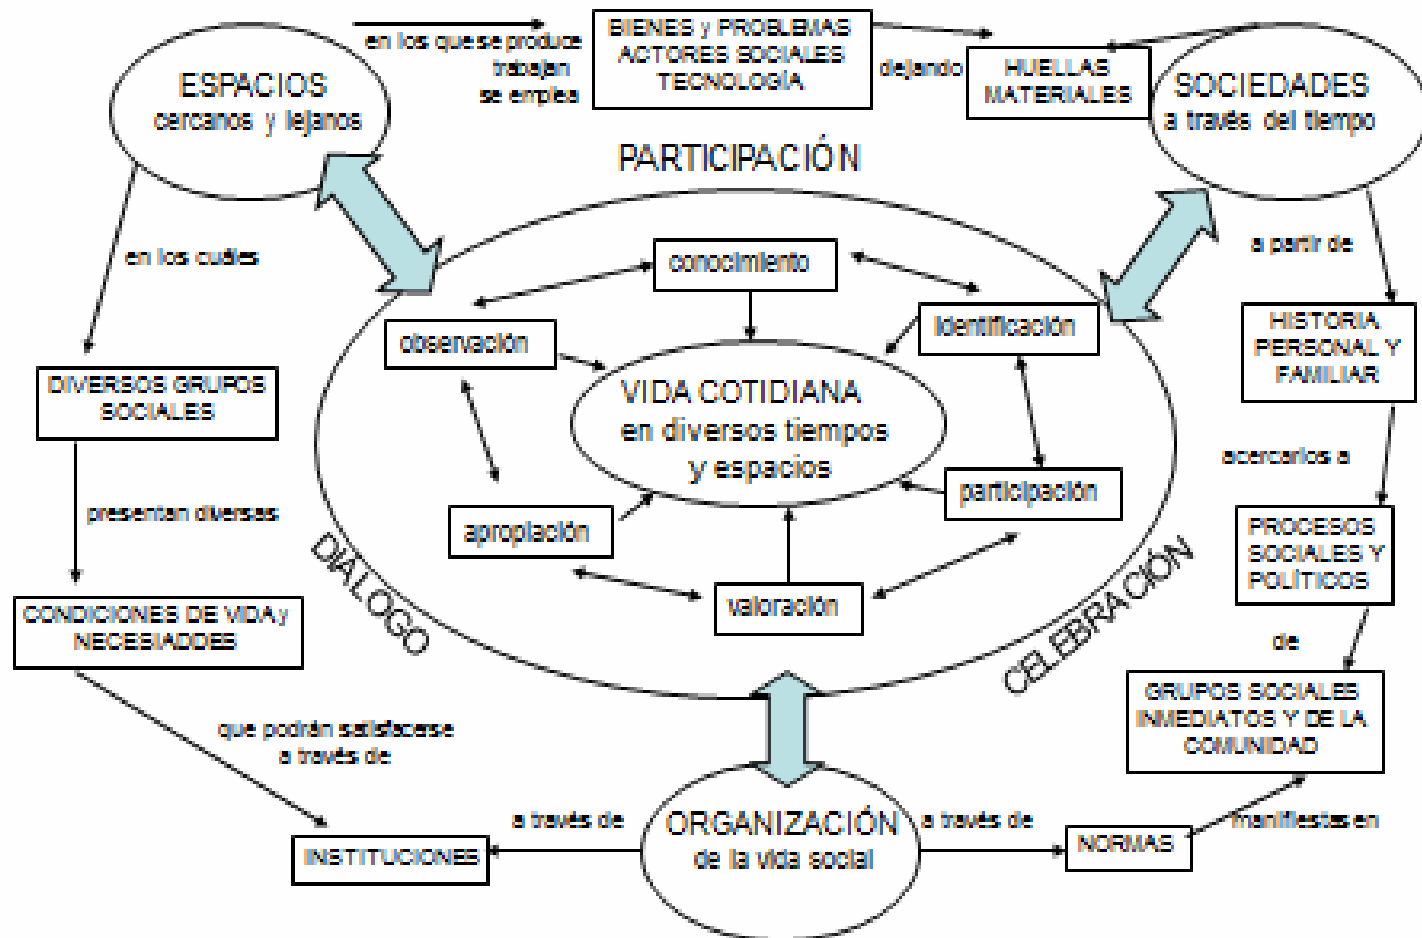 ESPACIOS
cercanos y lejanos
en los que se produce
trabajan
se emplea
BIENES y PROBLEMAS
ACTORES SOCIALES
TECNOLOGÍA
dejando
HUELLAS
MATERIALES
SOCIEDADES
a través del tiempo
PARTICIPACIÓN
en los cuáles
a partir de
conocimiento
observación
identificación
HISTORIA
PERSONAL Y
FAMILIAR
DIVERSOS GRUPOS
SOCIALES
VIDA COTIDIANA
en diversos tiempos
y espacios
acercarlos a
presentan diversas
apropiación
participación
PROCESOS
SOCIALES Y
POLÍTICOS
DIÁLOGO
CELEBRACIÓN
valoración
CONDICIONES DE VIDA y
NECESIADDES
de
GRUPOS SOCIALES
INMEDIATOS Y DE LA
COMUNIDAD
que podrán satisfacerse
a través de
a través de
ORGANIZACIÓN
de la vida social
a través de
manifiestas en
INSTITUCIONES
NORMAS